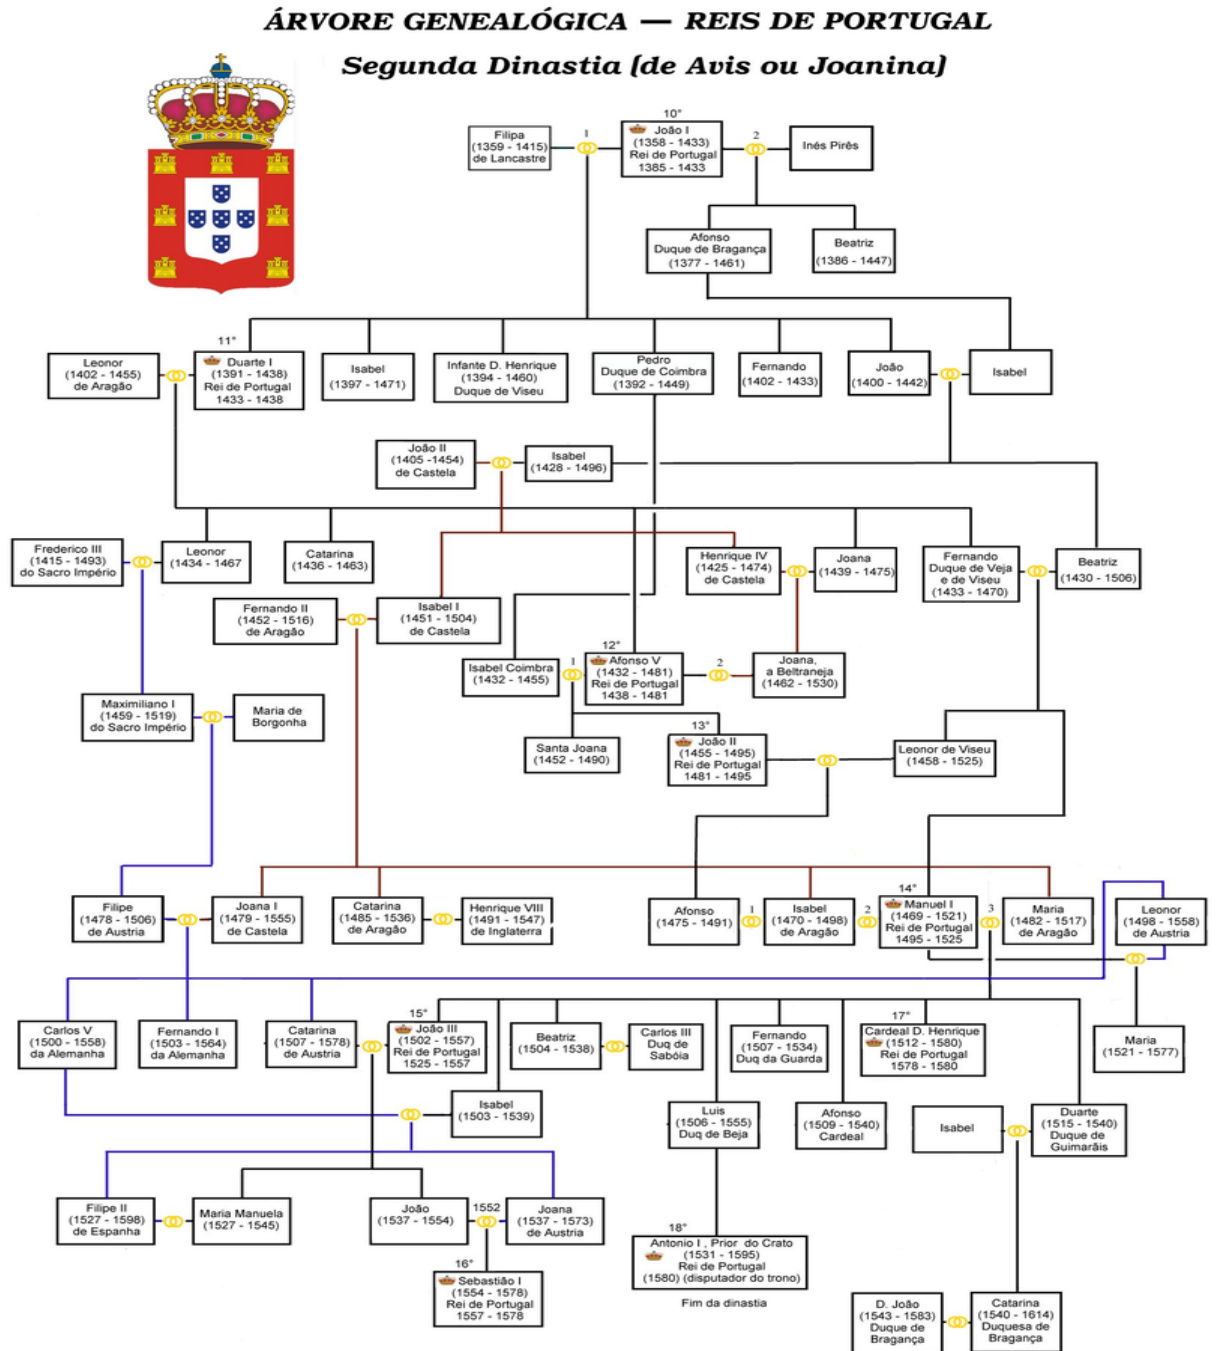 ÁRVORE GENEALÓGICA — REIS DE PORTUGAL
Segunda Dinastia (de Avis ou Joanina)
10°
Filipa
(1359 - 1415)
de Lancastre
1
João I
(1358 - 1433)
Rei de Portugal
1385 - 1433
2
Inés Pirês
Afonso
Duque de Bragança
(1377 - 1461)
Beatriz
(1386 - 1447)
11°
Leonor
(1402 - 1455)
de Aragão
Duarte I
(1391 - 1438)
Rei de Portugal
1433 - 1438
Isabel
(1397 - 1471)
Infante D. Henrique
(1394 - 1460)
Duque de Viseu
Pedro
Duque de Coimbra
(1392 - 1449)
Fernando
(1402 - 1433)
João
(1400 - 1442)
Isabel
João II
(1405 -1454)
de Castela
Isabel
(1428 - 1496)
Frederico III
(1415 - 1493)
do Sacro Império
Leonor
(1434 - 1467
Catarina
(1436 - 1463)
Henrique IV
(1425 - 1474)
de Castela
Joana
(1439 - 1475)
Fernando
Duque de Veja
e de Viseu
(1433 - 1470)
Beatriz
(1430 - 1506)
Fernando II
(1452 - 1516)
de Aragão
Isabel I
(1451 - 1504)
de Castela
12°
Isabel Coimbra
(1432 - 1455)
1
Afonso V
(1432 - 1481)
Rei de Portugal
1438 - 1481
2
Joana,
a Beltraneja
(1462 - 1530)
Maximiliano I
(1459 - 1519)
do Sacro Império
Maria de
Borgonha
13°
Santa Joana
(1452 - 1490)
João II
(1455 - 1495)
Rei de Portugal
1481 - 1495
Leonor de Viseu
(1458 - 1525)
14°
Filipe
(1478 - 1506)
de Austria
Joana I
(1479 - 1555)
de Castela
Catarina
(1485 - 1536)
de Aragão
Henrique VIII
(1491 - 1547)
de Inglaterra
Afonso
(1475 - 1491)
1
Isabel
(1470 - 1498)
de Aragão
2
Manuel I
(1469 - 1521)
Rei de Portugal
1495 - 1525
3
Maria
(1482 - 1517)
de Aragão
Leonor
(1498 - 1558)
de Austria
Carlos V
(1500 - 1558)
da Alemanha
Fernando I
(1503 - 1564)
da Alemanha
Catarina
(1507 - 1578)
de Austria
15°
João III
(1502 - 1557)
Rei de Portugal
1525 - 1557
Beatriz
(1504 - 1538)
Carlos III
Duq de
Sabóia
Fernando
(1507 - 1534)
Duq da Guarda
17°
Cardeal D. Henrique
(1512 - 1580)
Rei de Portugal
1578 - 1580
Maria
(1521 - 1577)
Isabel
(1503 - 1539)
Luis
(1506 - 1555)
Duq de Beja
Afonso
(1509 - 1540)
Cardeal
Isabel
Duarte
(1515 - 1540)
Duque de
Guimarãis
Filipe II
(1527 - 1598)
de Espanha
Maria Manuela
(1527 - 1545)
João
(1537 - 1554)
1552
Joana
(1537 - 1573)
de Austria
18°
Antonio I , Prior do Crato
(1531 - 1595)
Rei de Portugal
(1580) (disputador do trono)
Fim da dinastia
16°
Sebastião I
(1554 - 1578)
Rei de Portugal
1557 - 1578
D. João
(1543 - 1583)
Duque de
Bragança
Catarina
(1540 - 1614)
Duquesa de
Bragança